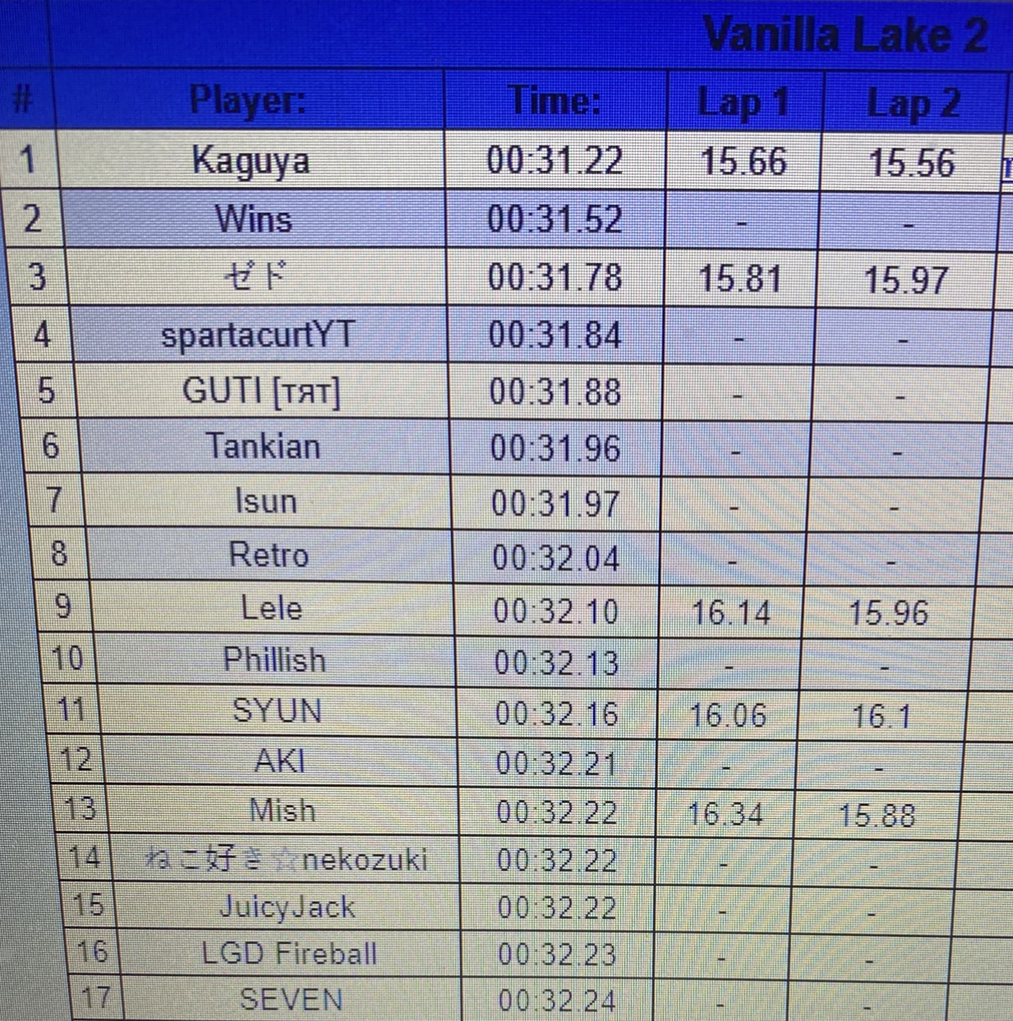 Vanilla Lake 2
# Player: Time: Lap 1 Lap 2
1 Kaguya 00:31.22 15.66 15.56
2 Wins 00:31.52 - -
3 ゼド 00:31.78 15.81 15.97
4 spartacurtYT 00:31.84 - -
5 GUTI [тят] 00:31.88 - -
6 Tankian 00:31.96 - -
7 Isun 00:31.97 - -
8 Retro 00:32.04 - -
9 Lele 00:32.10 16.14 15.96
10 Phillish 00:32.13 - -
11 SYUN 00:32.16 16.06 16.1
12 AKI 00:32.21 - -
13 Mish 00:32.22 16.34 15.88
14 ねこ好き☆nekozuki 00:32.22 - -
15 JuicyJack 00:32.22 - -
16 LGD Fireball 00:32.23 - -
17 SEVEN 00:32.24 - -